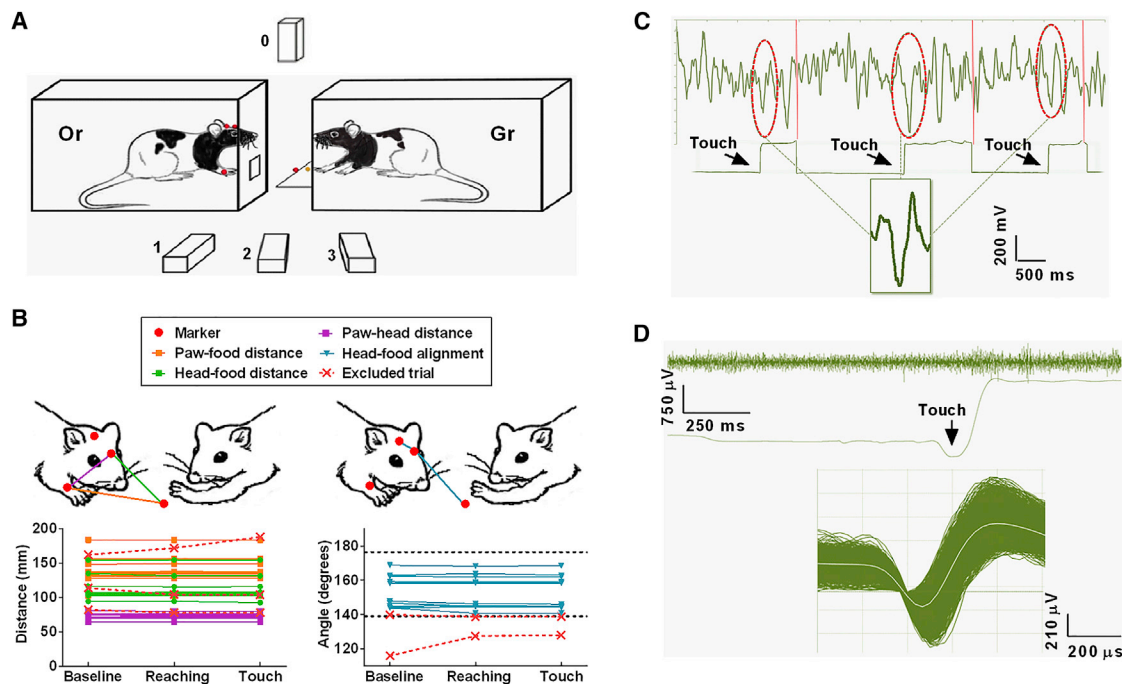 A
0
Or
Gr
1
2
3
B
Marker
Paw-food distance
Head-food distance
Paw-head distance
Head-food alignment
Excluded trial
Distance (mm)
200
150
100
50
0
Baseline Reaching Touch
Angle (degrees)
180
160
140
120
Baseline Reaching Touch
C
Touch
Touch
Touch
200 mV
500 ms
D
750 µV
250 ms
Touch
210 µV
200 µs